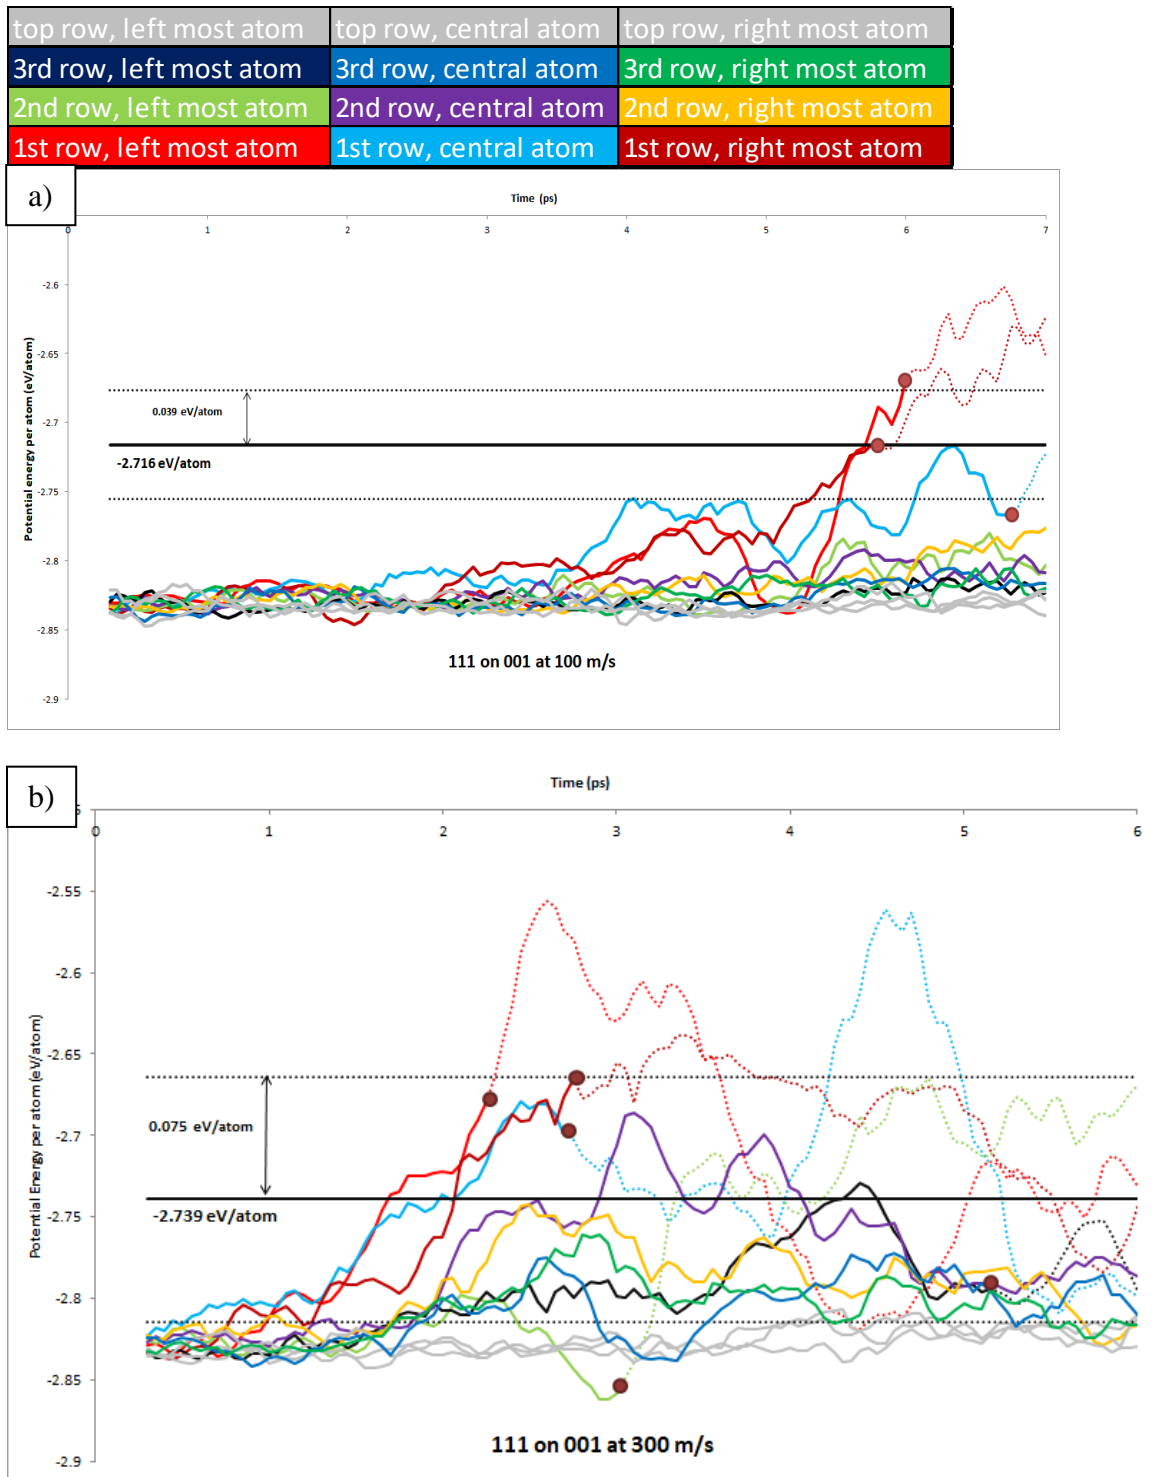 top row, left most atom top row, central atom top row, right most atom
3rd row, left most atom 3rd row, central atom 3rd row, right most atom
2nd row, left most atom 2nd row, central atom 2nd row, right most atom
1st row, left most atom 1st row, central atom 1st row, right most atom
a)
Time (ps)
0 1 2 3 4 5 6 7
-2.6
-2.65
-2.7
-2.75
-2.8
-2.85
-2.9
Potential energy per atom (eV/atom)
0.039 eV/atom
-2.716 eV/atom
111 on 001 at 100 m/s
b)
Time (ps)
0 1 2 3 4 5 6
-2.55
-2.6
-2.65
-2.7
-2.75
-2.8
-2.85
-2.9
Potential Energy per atom (eV/atom)
0.075 eV/atom
-2.739 eV/atom
111 on 001 at 300 m/s